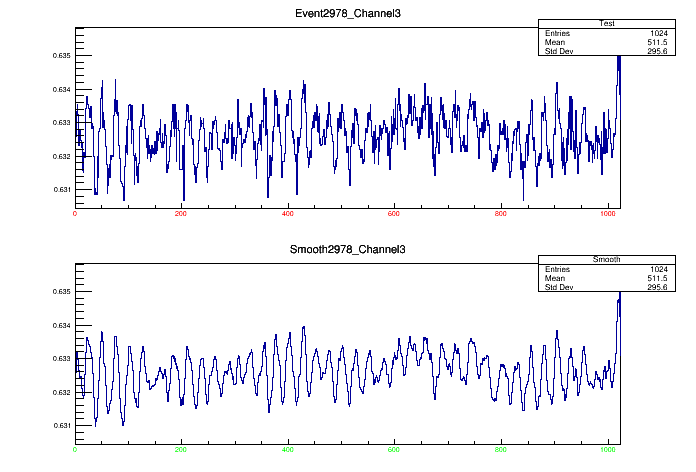 Event2978_Channel3
Test
Entries 1024
Mean 511.5
Std Dev 295.6
0.635
0.634
0.633
0.632
0.631
0 200 400 600 800 1000
Smooth2978_Channel3
Smooth
Entries 1024
Mean 511.5
Std Dev 295.6
0.635
0.634
0.633
0.632
0.631
0 200 400 600 800 1000